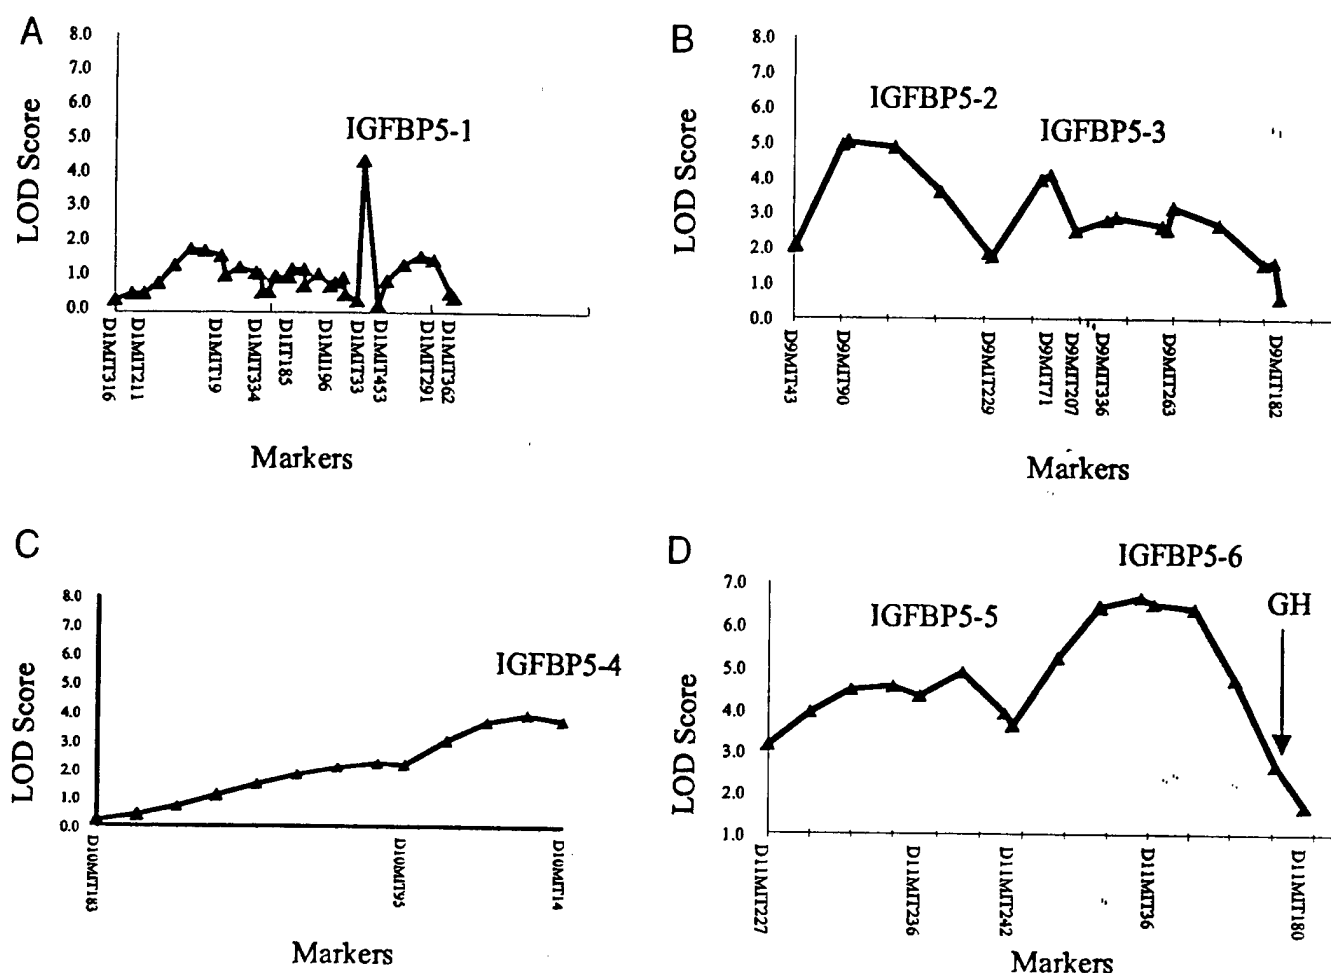 A
8.0
7.0
6.0
5.0
4.0
3.0
2.0
1.0
0.0
LOD Score
IGFBP5-1
D1MIT316
D1MIT211
D1MIT19
D1MIT334
D1IT185
D1MI196
D1MIT33
D1MIT453
D1MIT291
D1MIT362
Markers
B
8.0
7.0
6.0
5.0
4.0
3.0
2.0
1.0
0.0
LOD Score
IGFBP5-2
IGFBP5-3
D9MIT43
D9MIT90
D9MIT229
D9MIT71
D9MIT207
D9MIT336
D9MIT263
D9MIT182
Markers
C
8.0
7.0
6.0
5.0
4.0
3.0
2.0
1.0
0.0
LOD Score
IGFBP5-4
D10MIT183
D10MIT95
D10MIT14
Markers
D
7.0
6.0
5.0
4.0
3.0
2.0
1.0
LOD Score
IGFBP5-5
IGFBP5-6
GH
D11MIT227
D11MIT236
D11MIT242
D11MIT36
D11MIT180
Markers